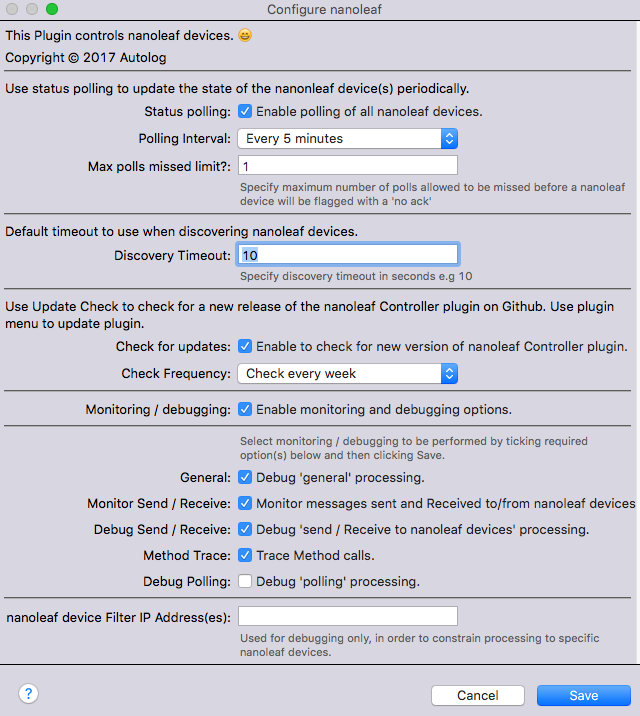 Configure nanoleaf
This Plugin controls nanoleaf devices. 😀
Copyright © 2017 Autolog
Use status polling to update the state of the nanonleaf device(s) periodically.
Status polling: Enable polling of all nanoleaf devices.
Polling Interval: Every 5 minutes
Max polls missed limit?: 1
Specify maximum number of polls allowed to be missed before a nanoleaf
device will be flagged with a 'no ack'
Default timeout to use when discovering nanoleaf devices.
Discovery Timeout: 10
Specify discovery timeout in seconds e.g 10
Use Update Check to check for a new release of the nanoleaf Controller plugin on Github. Use plugin
menu to update plugin.
Check for updates: Enable to check for new version of nanoleaf Controller plugin.
Check Frequency: Check every week
Monitoring / debugging: Enable monitoring and debugging options.
Select monitoring / debugging to be performed by ticking required
option(s) below and then clicking Save.
General: Debug 'general' processing.
Monitor Send / Receive: Monitor messages sent and Received to/from nanoleaf devices
Debug Send / Receive: Debug 'send / Receive to nanoleaf devices' processing.
Method Trace: Trace Method calls.
Debug Polling: Debug 'polling' processing.
nanoleaf device Filter IP Address(es):
Used for debugging only, in order to constrain processing to specific
nanoleaf devices.
? Cancel Save